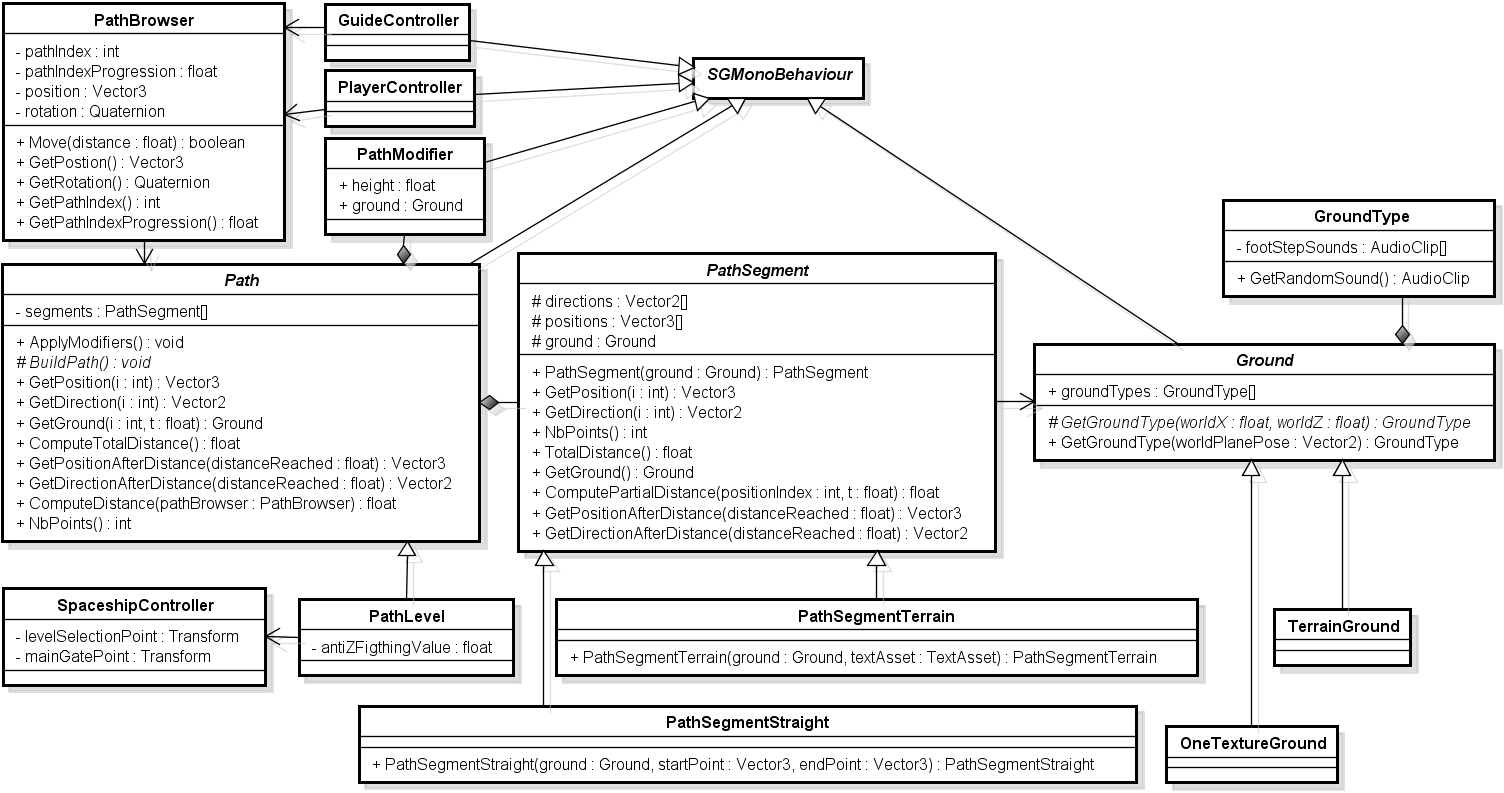 PathBrowser
- pathIndex : int
- pathIndexProgression : float
- position : Vector3
- rotation : Quaternion
+ Move(distance : float) : boolean
+ GetPostion() : Vector3
+ GetRotation() : Quaternion
+ GetPathIndex() : int
+ GetPathIndexProgression() : float
GuideController
PlayerController
SGMonoBehaviour
PathModifier
+ height : float
+ ground : Ground
GroundType
- footStepSounds : AudioClip[]
+ GetRandomSound() : AudioClip
Path
- segments : PathSegment[]
+ ApplyModifiers() : void
# BuildPath() : void
+ GetPosition(i : int) : Vector3
+ GetDirection(i : int) : Vector2
+ GetGround(i : int, t : float) : Ground
+ ComputeTotalDistance() : float
+ GetPositionAfterDistance(distanceReached : float) : Vector3
+ GetDirectionAfterDistance(distanceReached : float) : Vector2
+ ComputeDistance(pathBrowser : PathBrowser) : float
+ NbPoints() : int
PathSegment
# directions : Vector2[]
# positions : Vector3[]
# ground : Ground
+ PathSegment(ground : Ground) : PathSegment
+ GetPosition(i : int) : Vector3
+ GetDirection(i : int) : Vector2
+ NbPoints() : int
+ TotalDistance() : float
+ GetGround() : Ground
+ ComputePartialDistance(positionIndex : int, t : float) : float
+ GetPositionAfterDistance(distanceReached : float) : Vector3
+ GetDirectionAfterDistance(distanceReached : float) : Vector2
Ground
+ groundTypes : GroundType[]
# GetGroundType(worldX : float, worldZ : float) : GroundType
+ GetGroundType(worldPlanePose : Vector2) : GroundType
SpaceshipController
- levelSelectionPoint : Transform
- mainGatePoint : Transform
PathLevel
- antiZFigthingValue : float
PathSegmentTerrain
+ PathSegmentTerrain(ground : Ground, textAsset : TextAsset) : PathSegmentTerrain
TerrainGround
PathSegmentStraight
+ PathSegmentStraight(ground : Ground, startPoint : Vector3, endPoint : Vector3) : PathSegmentStraight
OneTextureGround